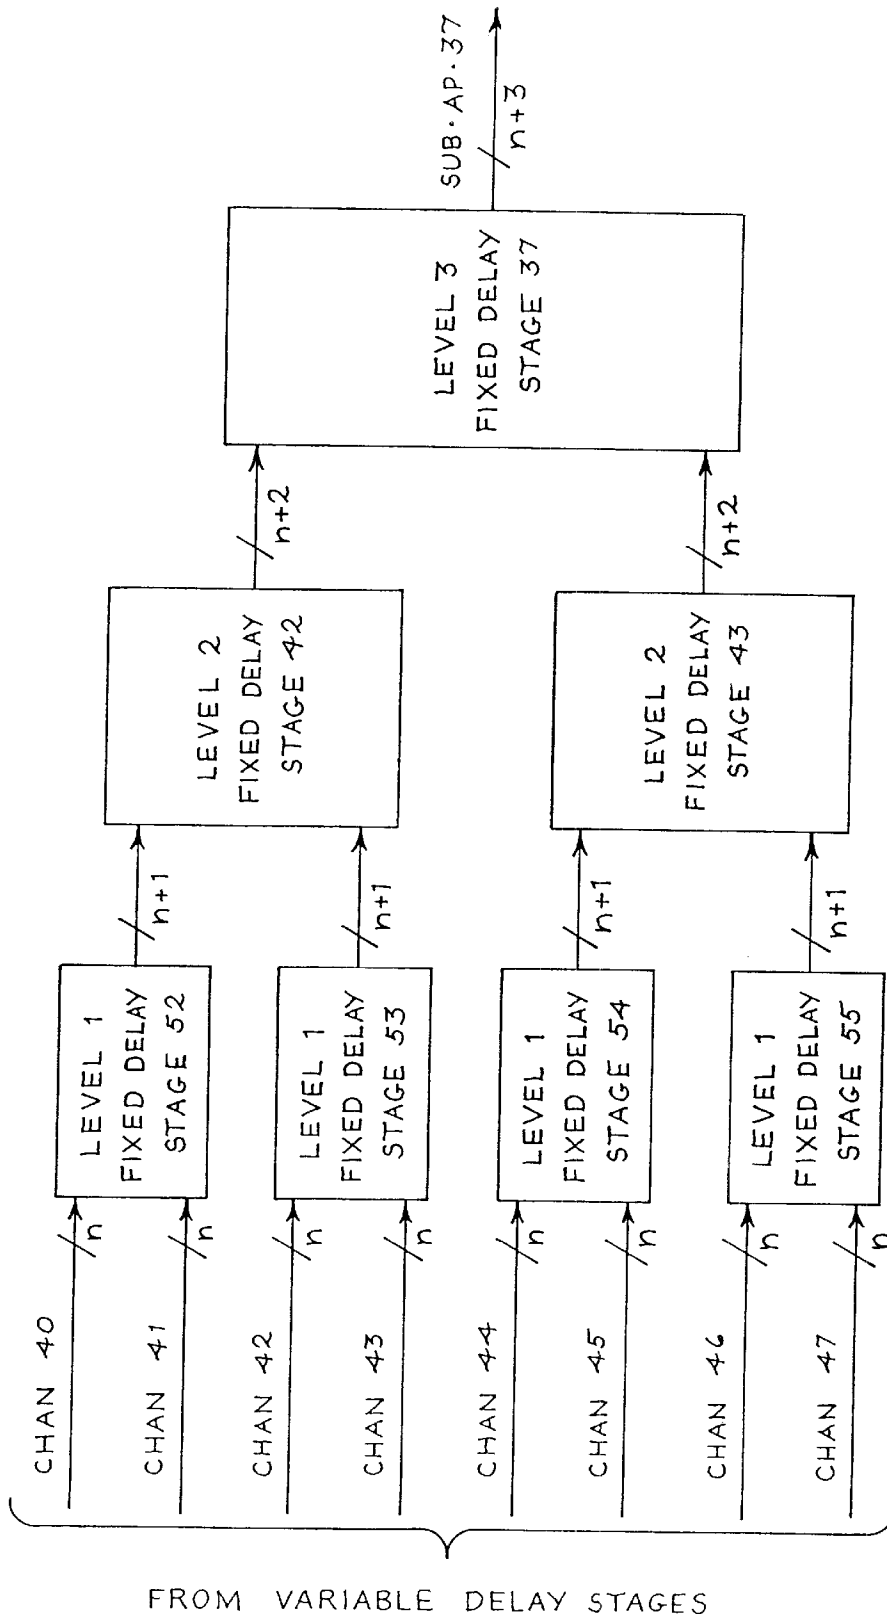 CHAN 40
n
CHAN 41
n
CHAN 42
n
CHAN 43
n
CHAN 44
n
CHAN 45
n
CHAN 46
n
CHAN 47
n
LEVEL 1
FIXED DELAY
STAGE 52
LEVEL 1
FIXED DELAY
STAGE 53
LEVEL 1
FIXED DELAY
STAGE 54
LEVEL 1
FIXED DELAY
STAGE 55
n+1
n+1
n+1
n+1
LEVEL 2
FIXED DELAY
STAGE 42
LEVEL 2
FIXED DELAY
STAGE 43
n+2
n+2
LEVEL 3
FIXED DELAY
STAGE 37
SUB·AP·37
n+3
FROM VARIABLE DELAY STAGES